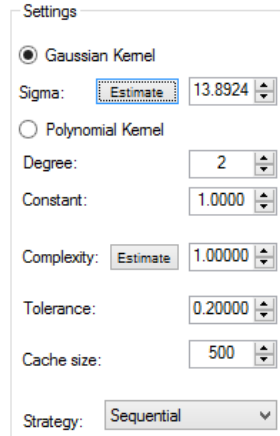 Settings
Gaussian Kernel
Sigma: Estimate 13.8924
Polynomial Kernel
Degree: 2
Constant: 1.0000
Complexity: Estimate 1.00000
Tolerance: 0.20000
Cache size: 500
Strategy: Sequential